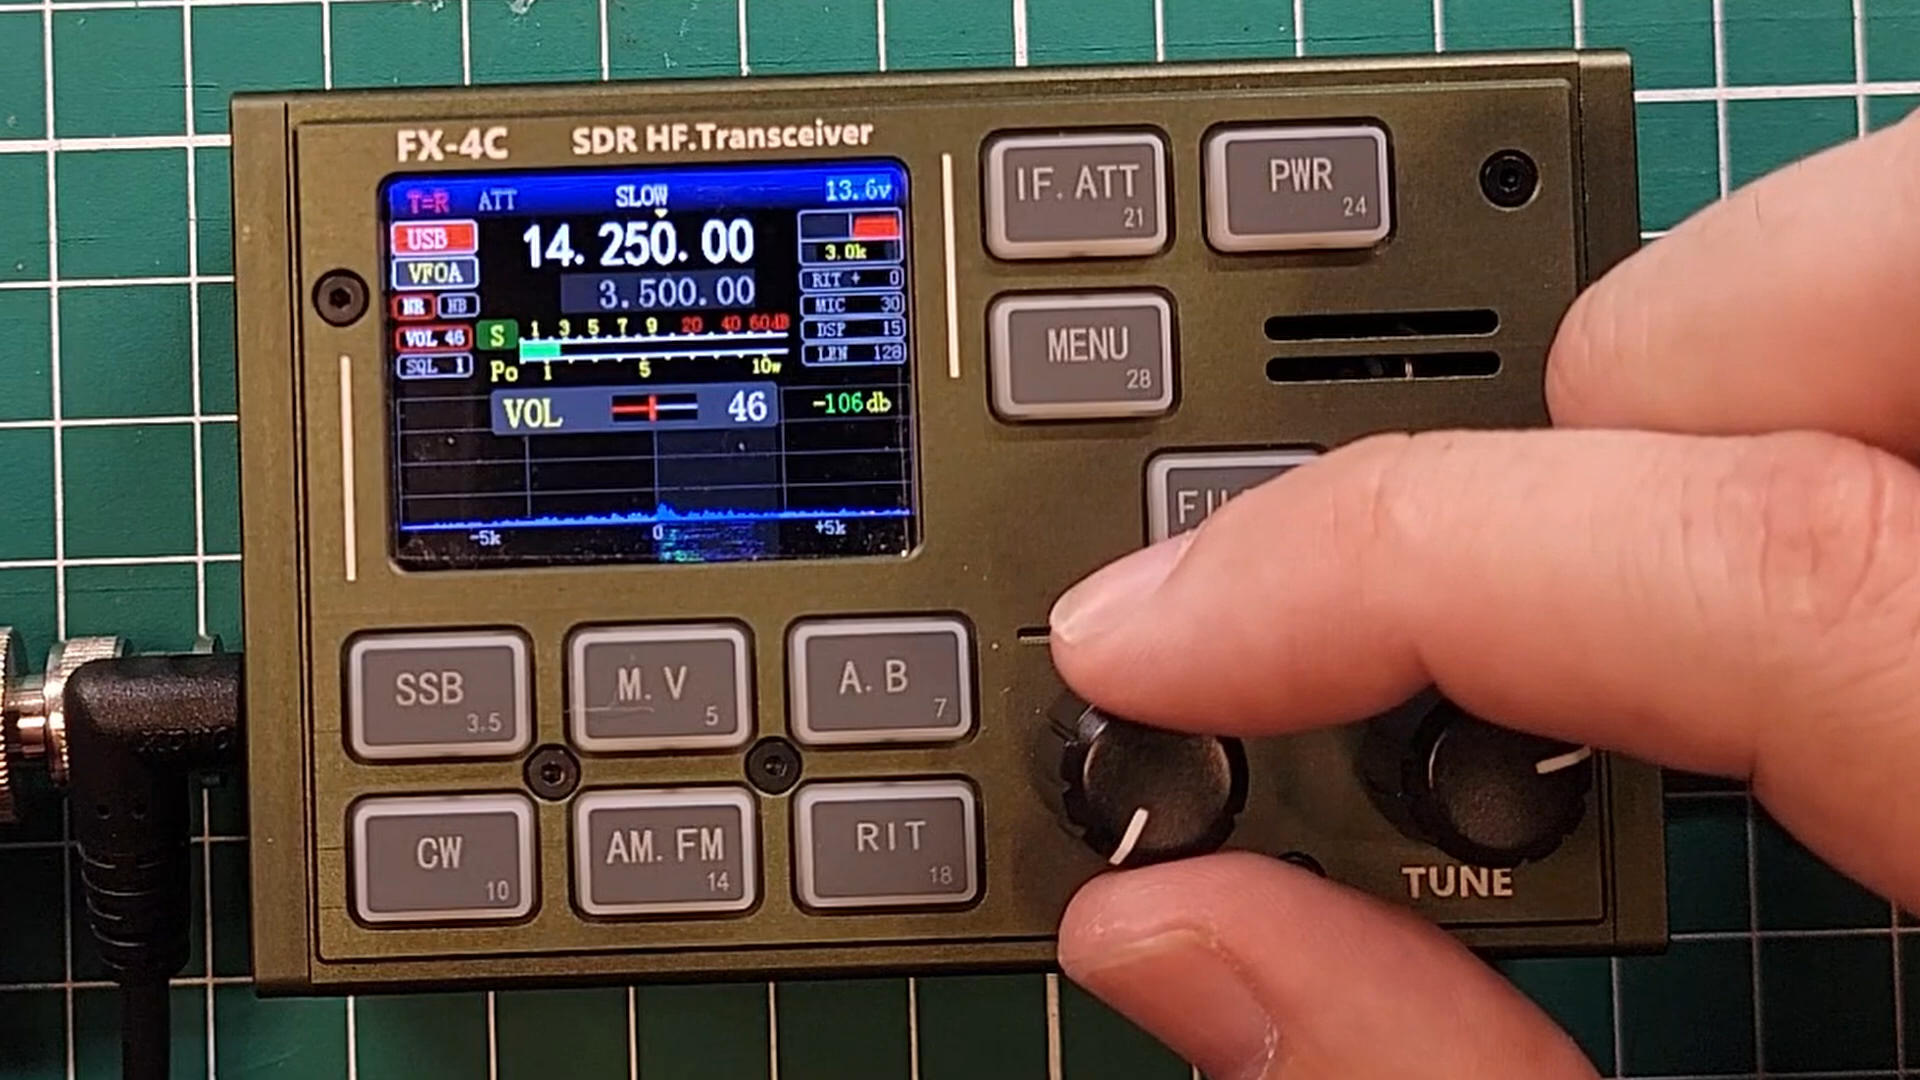 FX-4C SDR HF.Transceiver
T=R ATT SLOW 13.6v
USB 14.250.00
3.0k
VFOA 3.500.00 RIT + 0
NR NB MIC 30
VOL 46 S 1 3 5 7 9 20 40 60dB DSP 15
SQL 1 Po 1 5 10w LEN 128
VOL 46 -106db
-5k 0 +5k
IF.ATT 21
PWR 24
MENU 28
SSB 3.5
M.V 5
A.B 7
CW 10
AM.FM 14
RIT 18
TUNE